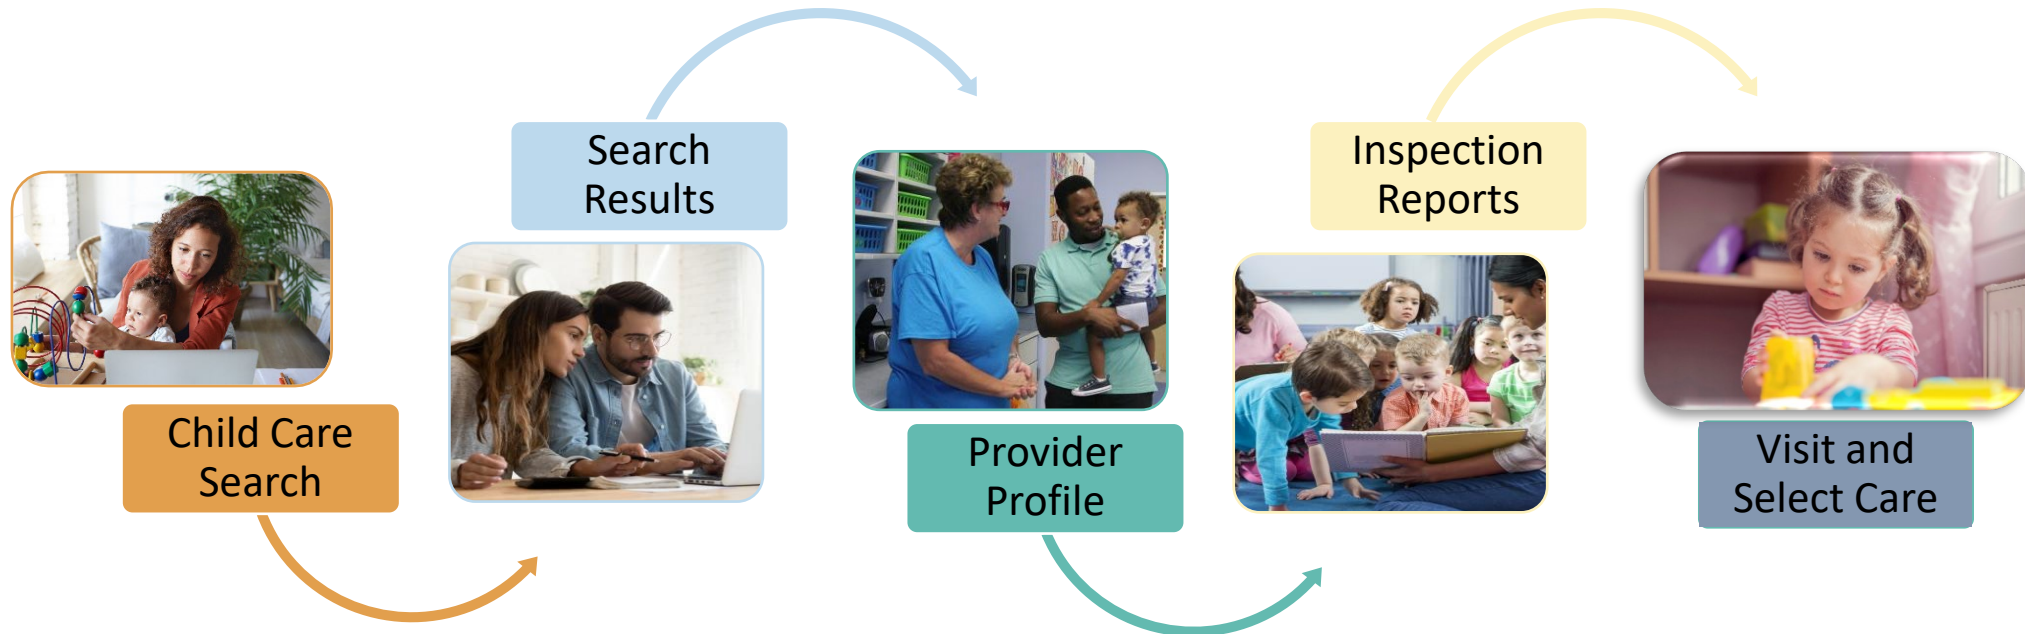 Child Care
Search
Search
Results
Provider
Profile
Inspection
Reports
Visit and
Select Care